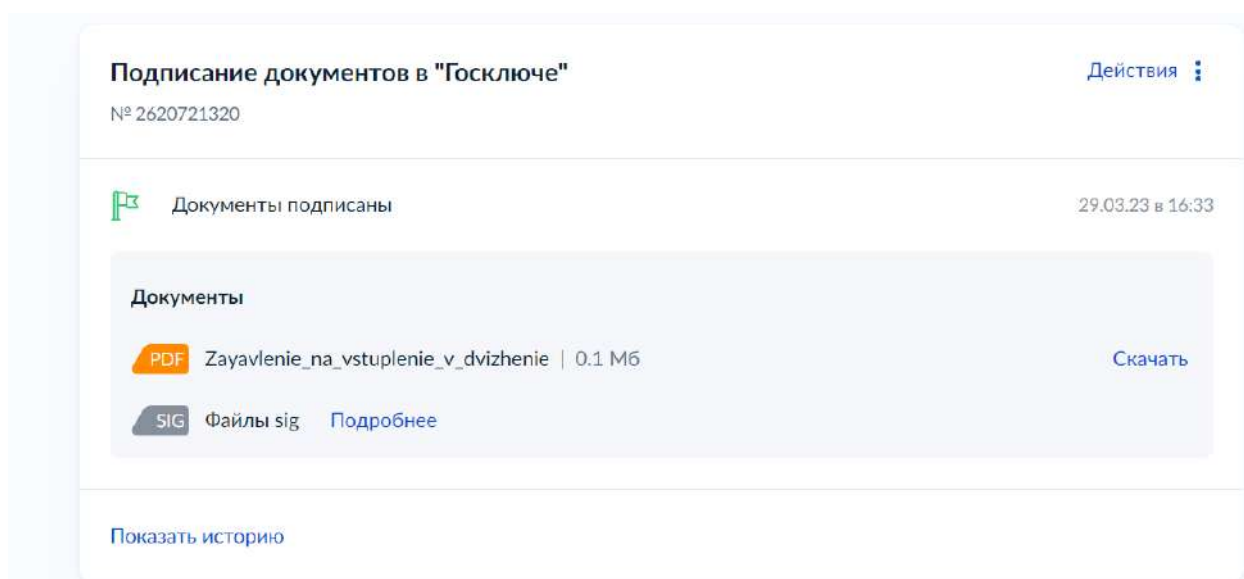 Подписание документов в "Госключе"
Действия
№ 2620721320
Документы подписаны
29.03.23 в 16:33
Документы
PDF Zayavlenie_na_vstuplenie_v_dvizhenie | 0.1 Мб
Скачать
SIG Файлы sig Подробнее
Показать историю